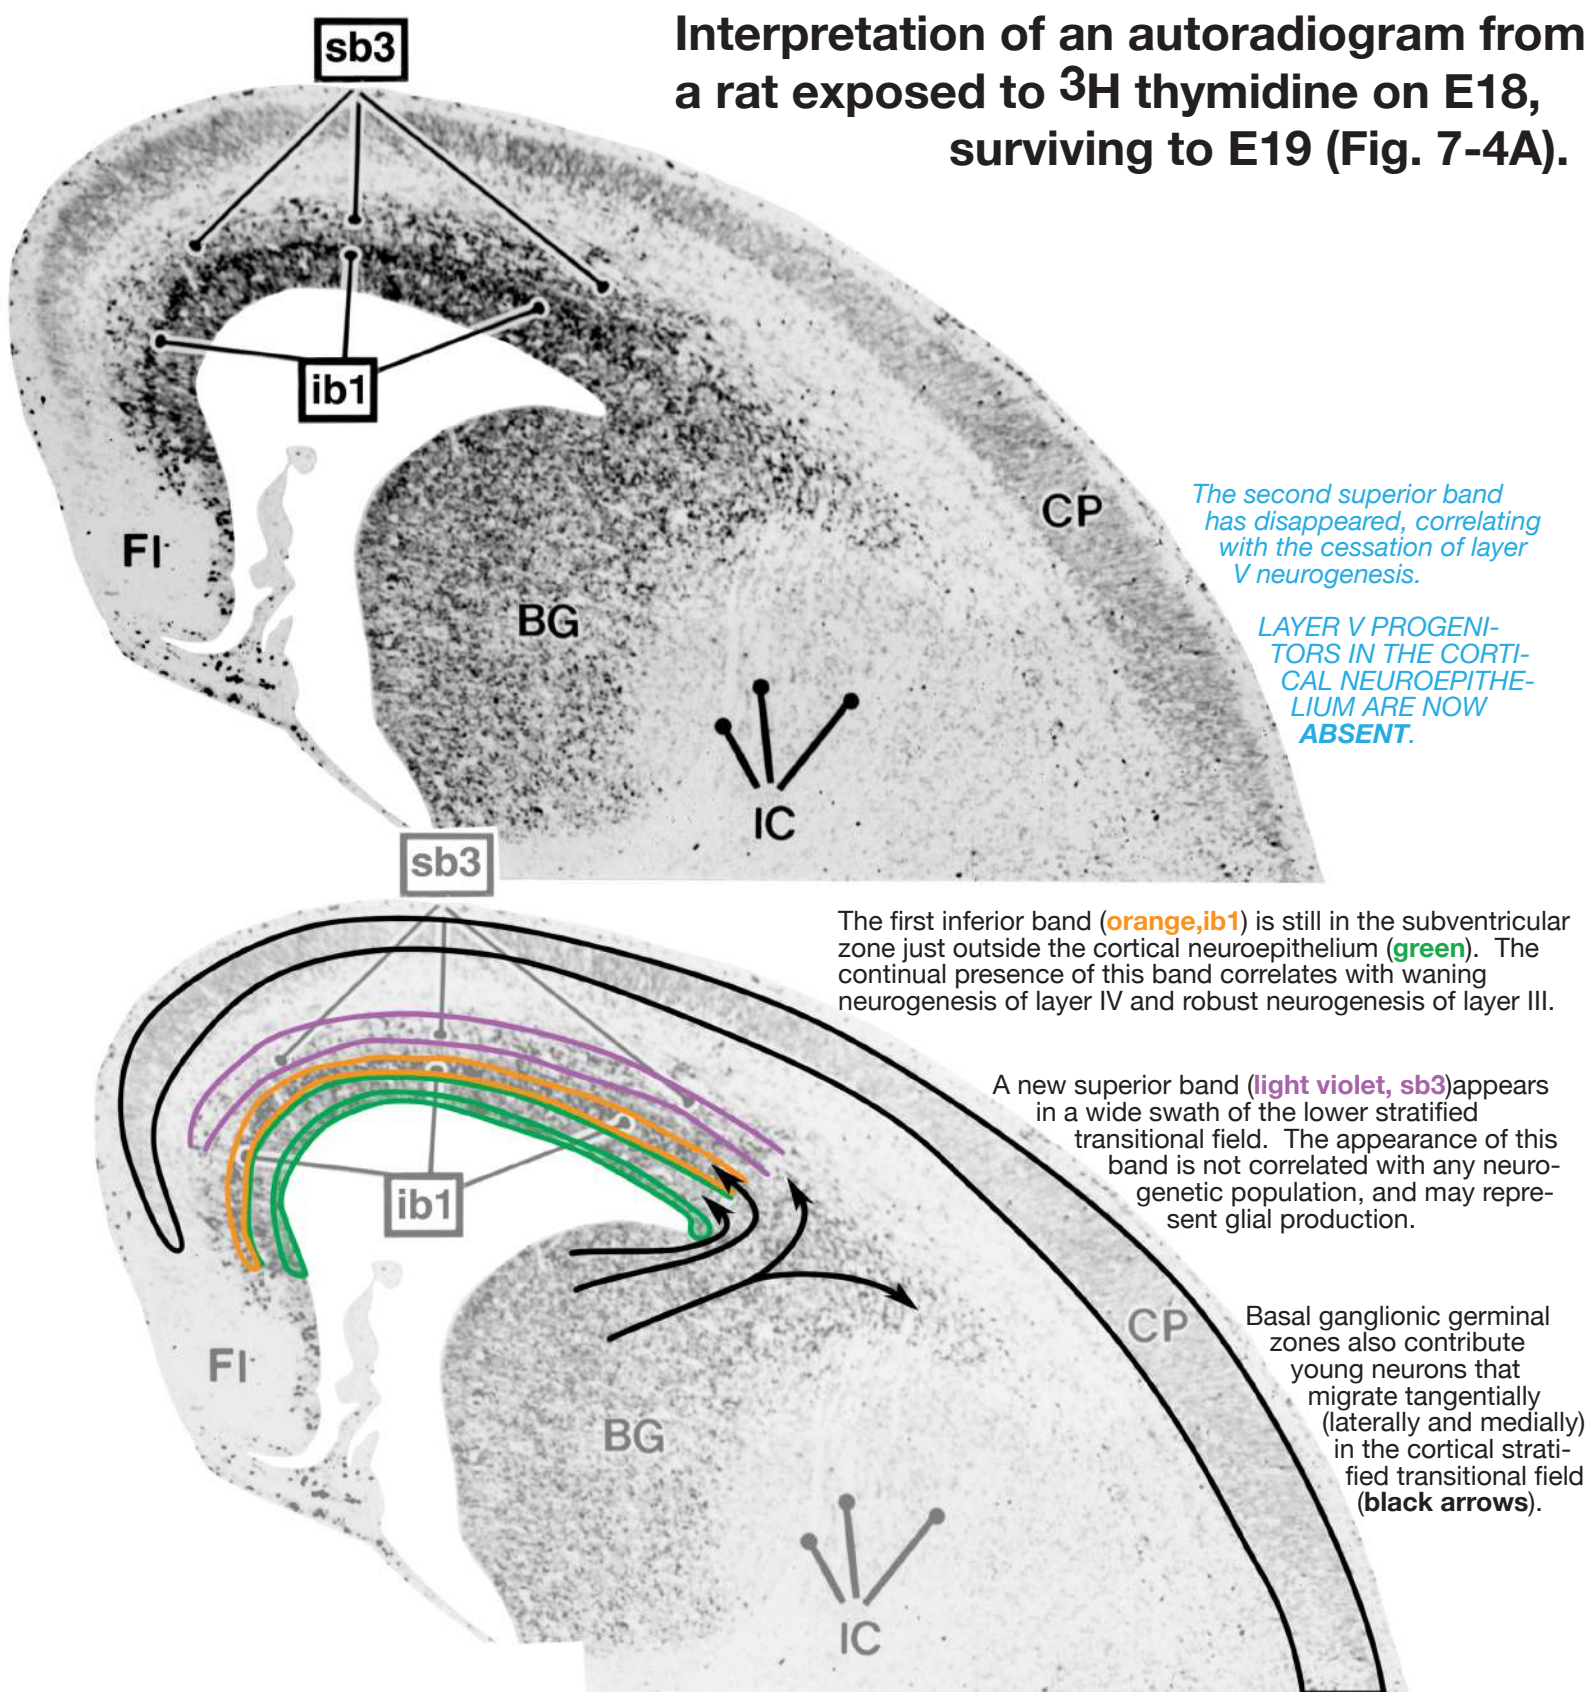 sb3
Interpretation of an autoradiogram from
a rat exposed to ³H thymidine on E18,
surviving to E19 (Fig. 7-4A).
ib1
FI
CP
BG
IC
The second superior band
has disappeared, correlating
with the cessation of layer
V neurogenesis.
LAYER V PROGENI-
TORS IN THE CORTI-
CAL NEUROEPITHE-
LIUM ARE NOW
ABSENT.
sb3
The first inferior band (orange,ib1) is still in the subventricular
zone just outside the cortical neuroepithelium (green). The
continual presence of this band correlates with waning
neurogenesis of layer IV and robust neurogenesis of layer III.
A new superior band (light violet, sb3)appears
in a wide swath of the lower stratified
transitional field. The appearance of this
band is not correlated with any neuro-
genetic population, and may repre-
sent glial production.
ib1
Basal ganglionic germinal
zones also contribute
young neurons that
migrate tangentially
(laterally and medially)
in the cortical strati-
fied transitional field
(black arrows).
CP
FI
BG
IC